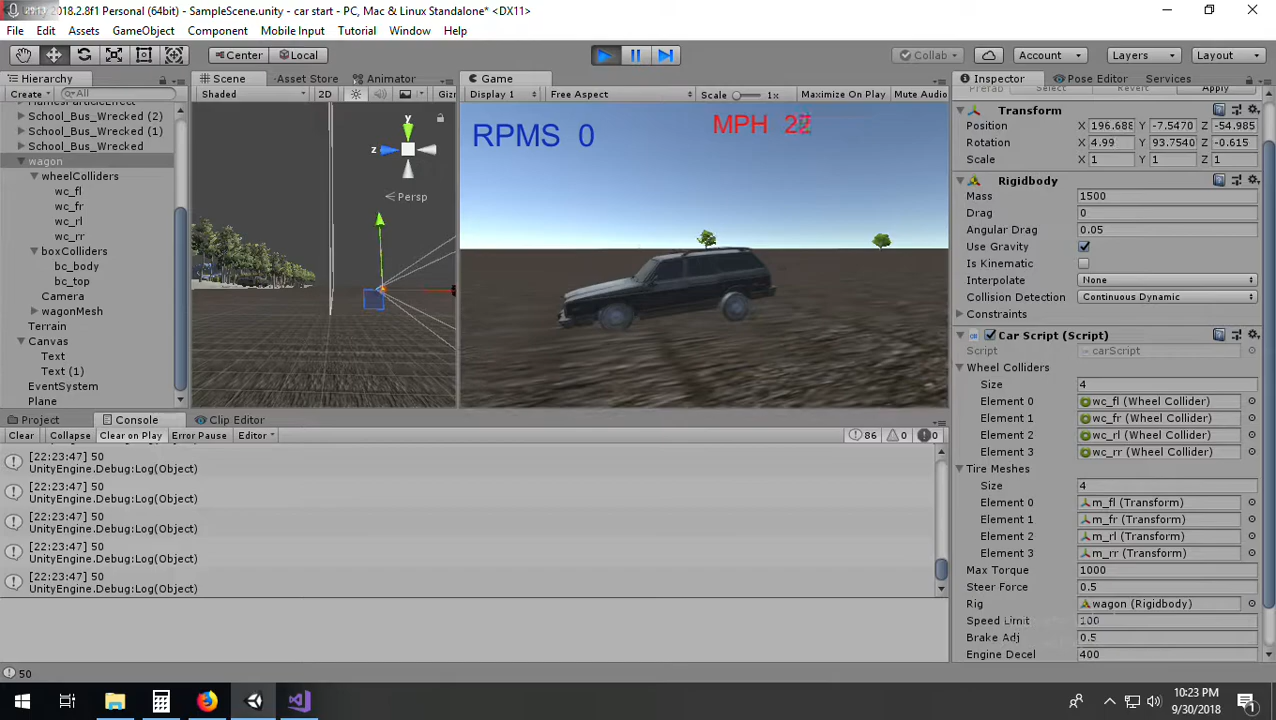 2018.2.8f1 Personal (64bit) - SampleScene.unity - car start - PC, Mac & Linux Standalone* <DX11>
File Edit Assets GameObject Component Mobile Input Tutorial Window Help
Center Local Collab Account Layers Layout
Hierarchy
Create All
School_Bus_Wrecked (2)
School_Bus_Wrecked (1)
School_Bus_Wrecked
wagon
wheelColliders
wc_fl
wc_fr
wc_rl
wc_rr
boxColliders
bc_body
bc_top
Camera
wagonMesh
Terrain
Canvas
Text
Text (1)
EventSystem
Plane
Scene Asset Store Animator
Shaded 2D Giz
y
z
Persp
Game
Display 1 Free Aspect Scale 1x Maximize On Play Mute Audio
RPMS 0
MPH 22
Inspector Pose Editor Services
Prefab Select Revert Apply
Transform
Position X 196.688 Y -7.5470 Z -54.985
Rotation X 4.99 Y 93.7540 Z -0.615
Scale X 1 Y 1 Z 1
Rigidbody
Mass 1500
Drag 0
Angular Drag 0.05
Use Gravity
Is Kinematic
Interpolate None
Collision Detection Continuous Dynamic
Constraints
Car Script (Script)
Script carScript
Wheel Colliders
Size 4
Element 0 wc_fl (Wheel Collider)
Element 1 wc_fr (Wheel Collider)
Element 2 wc_rl (Wheel Collider)
Element 3 wc_rr (Wheel Collider)
Tire Meshes
Size 4
Element 0 m_fl (Transform)
Element 1 m_fr (Transform)
Element 2 m_rl (Transform)
Element 3 m_rr (Transform)
Max Torque 1000
Steer Force 0.5
Rig wagon (Rigidbody)
Speed Limit 100
Brake Adj 0.5
Engine Decel 400
Project Console Clip Editor
Clear Collapse Clear on Play Error Pause Editor 86 0 0
[22:23:47] 50
UnityEngine.Debug:Log(Object)
[22:23:47] 50
UnityEngine.Debug:Log(Object)
[22:23:47] 50
UnityEngine.Debug:Log(Object)
[22:23:47] 50
UnityEngine.Debug:Log(Object)
[22:23:47] 50
UnityEngine.Debug:Log(Object)
50
10:23 PM
9/30/2018
1